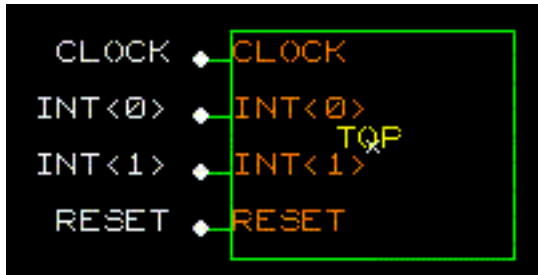 CLOCK CLOCK
INT<0> INT<0>
TOP
INT<1> INT<1>
RESET RESET